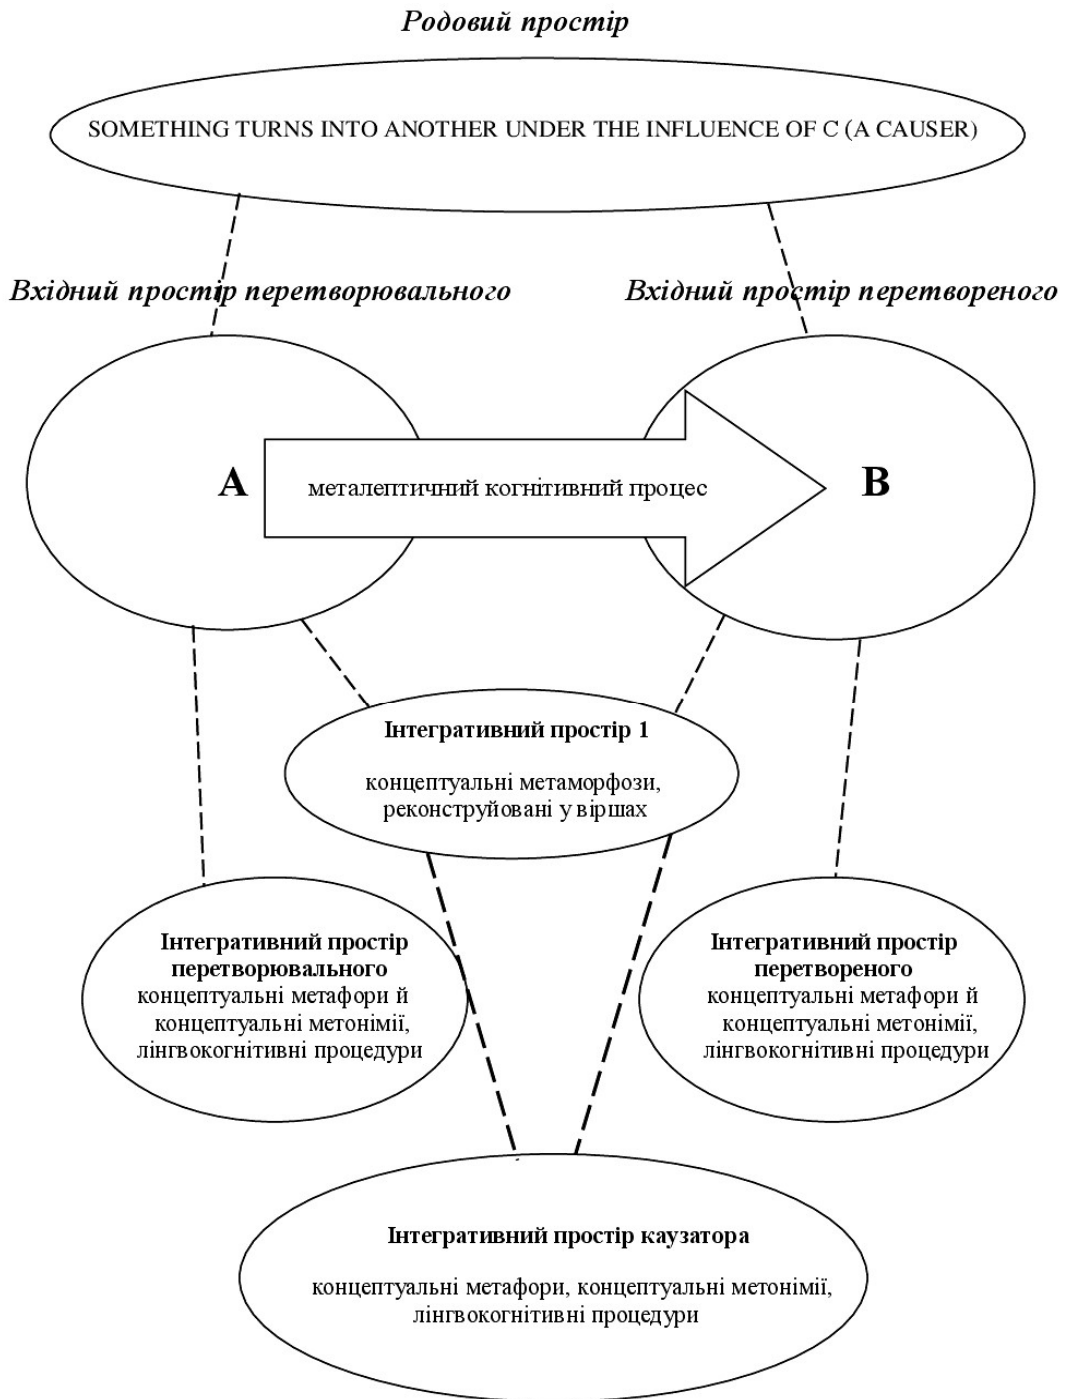 Родовий простір
SOMETHING TURNS INTO ANOTHER UNDER THE INFLUENCE OF C (A CAUSER)
Вхідний простір перетворювального
Вхідний простір перетвореного
A
металептичний когнітивний процес
B
Інтегративний простір 1
концептуальні метаморфози,
реконструйовані у віршах
Інтегративний простір
перетворювального
концептуальні метафори й
концептуальні метонімії,
лінгвокогнітивні процедури
Інтегративний простір
перетвореного
концептуальні метафори й
концептуальні метонімії,
лінгвокогнітивні процедури
Інтегративний простір каузатора
концептуальні метафори, концептуальні метонімії,
лінгвокогнітивні процедури